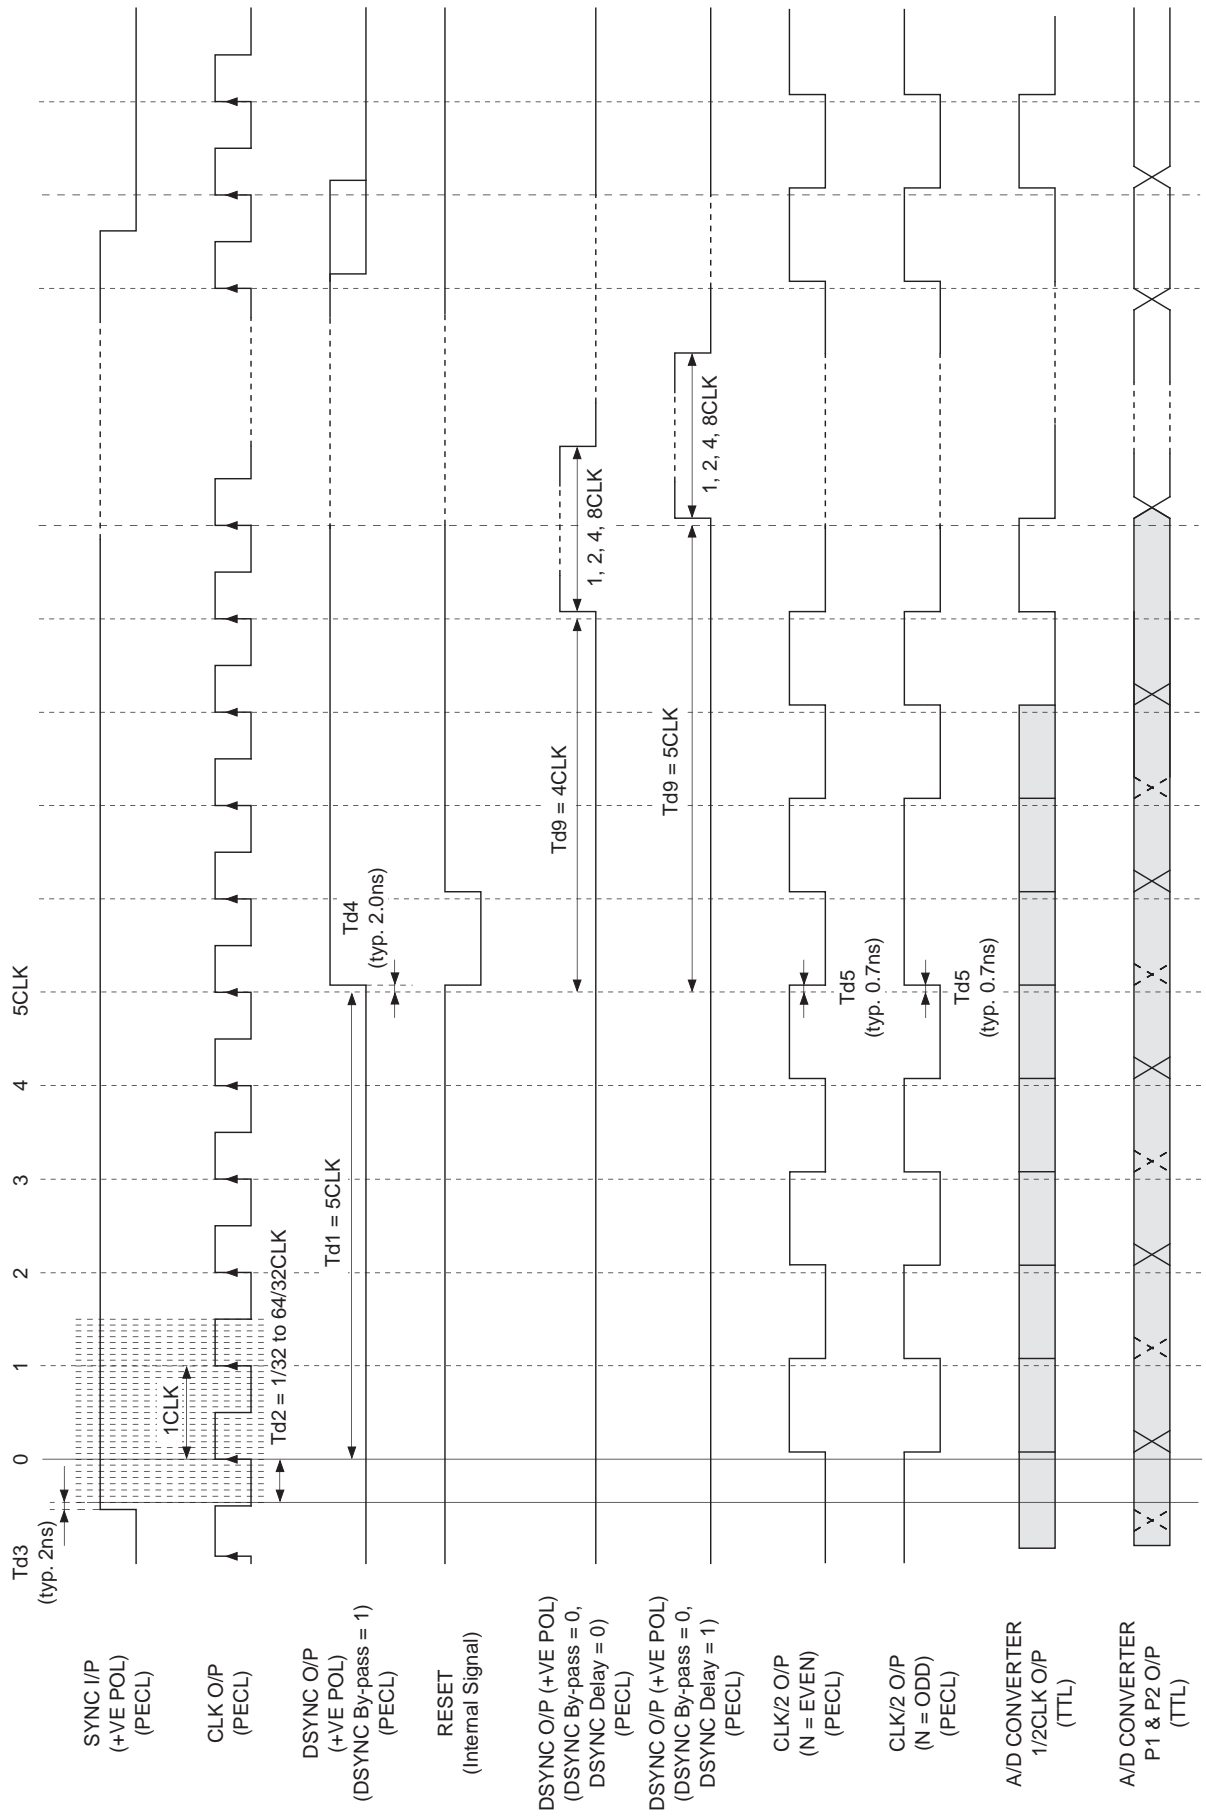 Td3
(typ. 2ns)
0
1
2
3
4
5CLK
SYNC I/P
(+VE POL)
(PECL)
1CLK
CLK O/P
(PECL)
Td2 = 1/32 to 64/32CLK
DSYNC O/P
(+VE POL)
(DSYNC By-pass = 1)
(PECL)
Td1 = 5CLK
Td4
(typ. 2.0ns)
RESET
(Internal Signal)
DSYNC O/P (+VE POL)
(DSYNC By-pass = 0,
DSYNC Delay = 0)
(PECL)
Td9 = 4CLK
1, 2, 4, 8CLK
DSYNC O/P (+VE POL)
(DSYNC By-pass = 0,
DSYNC Delay = 1)
(PECL)
Td9 = 5CLK
1, 2, 4, 8CLK
CLK/2 O/P
(N = EVEN)
(PECL)
Td5
(typ. 0.7ns)
CLK/2 O/P
(N = ODD)
(PECL)
Td5
(typ. 0.7ns)
A/D CONVERTER
1/2CLK O/P
(TTL)
A/D CONVERTER
P1 & P2 O/P
(TTL)